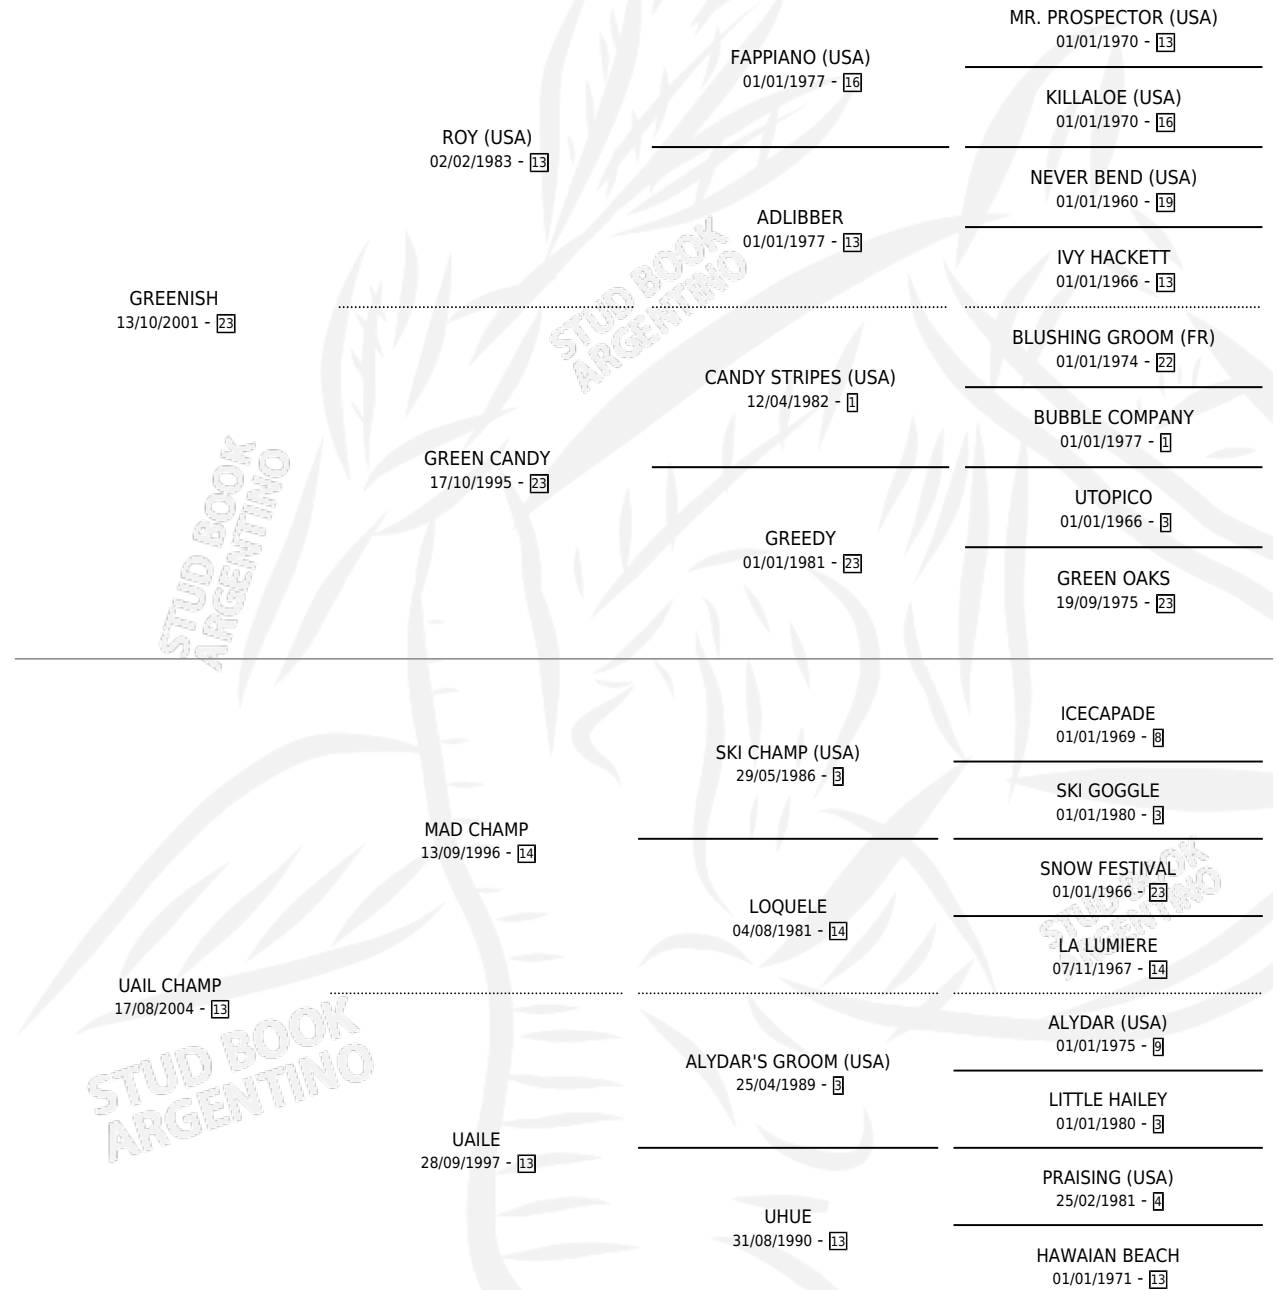 MR. PROSPECTOR (USA)
01/01/1970 - 13
FAPPIANO (USA)
01/01/1977 - 16
KILLALOE (USA)
01/01/1970 - 16
ROY (USA)
02/02/1983 - 13
NEVER BEND (USA)
01/01/1960 - 19
ADLIBBER
01/01/1977 - 13
IVY HACKETT
01/01/1966 - 13
GREENISH
13/10/2001 - 23
STUD BOOK
ARGENTINO
BLUSHING GROOM (FR)
01/01/1974 - 22
CANDY STRIPES (USA)
12/04/1982 - 1
BUBBLE COMPANY
01/01/1977 - 1
GREEN CANDY
17/10/1995 - 23
UTOPICO
01/01/1966 - 3
GREEDY
01/01/1981 - 23
GREEN OAKS
19/09/1975 - 23
STUD BOOK
ARGENTINO
ICECAPADE
01/01/1969 - 8
SKI CHAMP (USA)
29/05/1986 - 3
SKI GOGGLE
01/01/1980 - 3
MAD CHAMP
13/09/1996 - 14
SNOW FESTIVAL
01/01/1966 - 23
LOQUELE
04/08/1981 - 14
LA LUMIERE
07/11/1967 - 14
STUD BOOK
ARGENTINO
UAIL CHAMP
17/08/2004 - 13
ALYDAR (USA)
01/01/1975 - 9
ALYDAR'S GROOM (USA)
25/04/1989 - 3
LITTLE HAILEY
01/01/1980 - 3
STUD BOOK
ARGENTINO
UAILE
28/09/1997 - 13
PRAISING (USA)
25/02/1981 - 4
UHUE
31/08/1990 - 13
HAWAIAN BEACH
01/01/1971 - 13